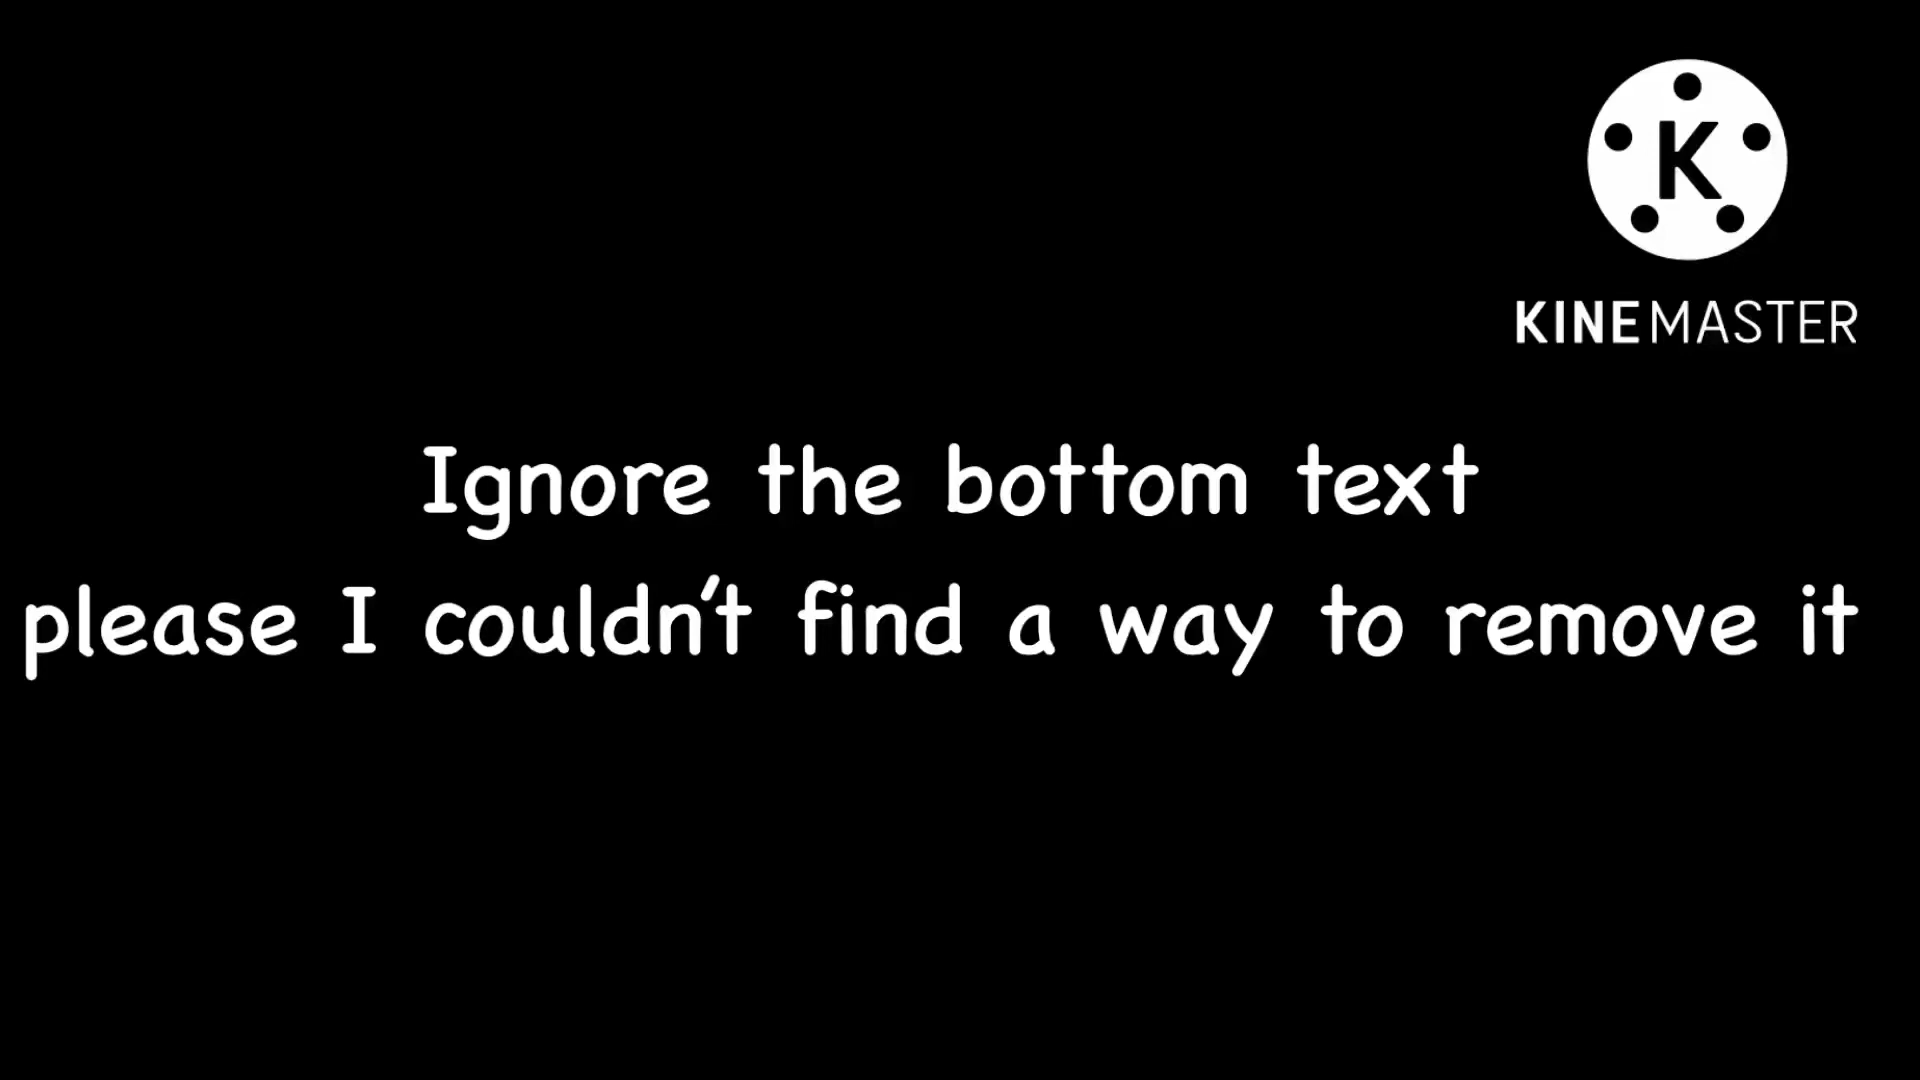 K
KINEMASTER
Ignore the bottom text
please I couldn't find a way to remove it